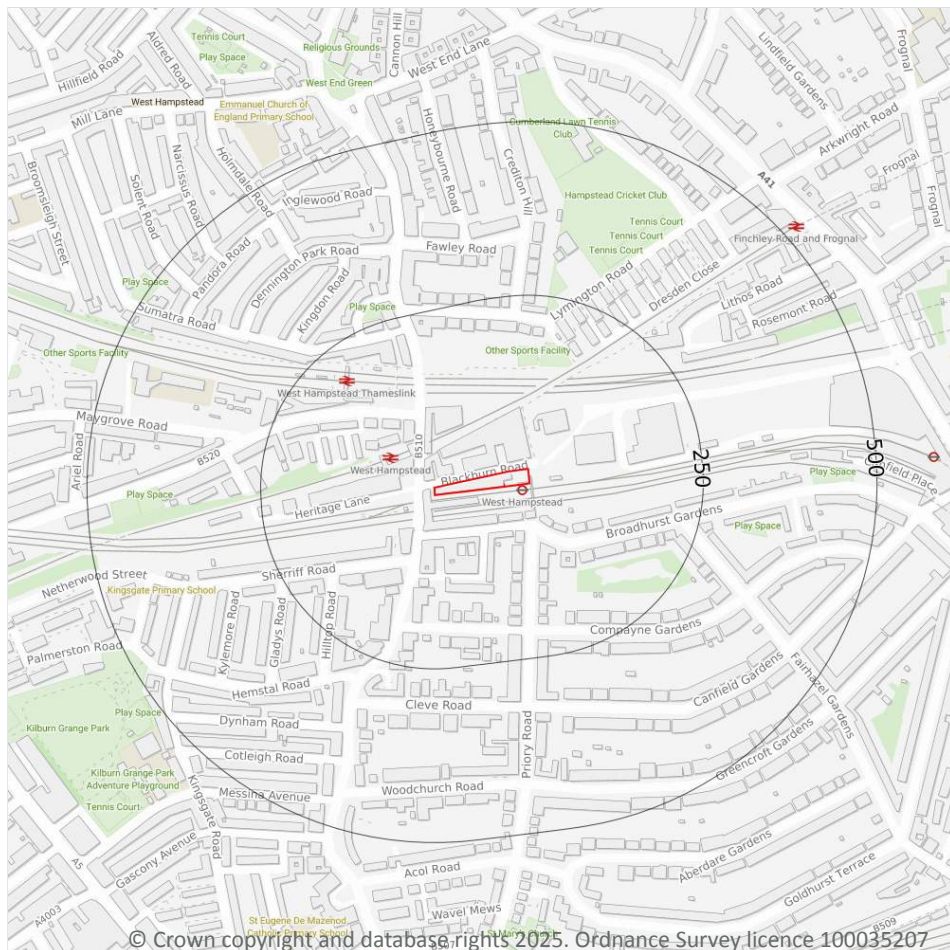 Tennis Court
Play Space
Religious Grounds
Cannon Hill
West End Lane
Aldred Road
Hillfield Road
West End Green
Lindfield Gardens
Frognal
West Hampstead
Mill Lane
Emmanuel Church of
England Primary School
Cumberland Lawn Tennis
Club
Arkwright Road
Honeybourne Road
Crediton Hill
A41
Frognal
Frognal
Broomsleigh Street
Solent Road
Narcissus Road
Holmdale Road
Inglewood Road
Hampstead Cricket Club
Tennis Court
Tennis Court
Tennis Court
Finchley Road and Frognal
Pandora Road
Dennington Park Road
Kingdon Road
Fawley Road
Lymington Road
Dresden Close
Lithos Road
Rosemont Road
Play Space
Sumatra Road
Play Space
Other Sports Facility
Other Sports Facility
West Hampstead Thameslink
Maygrove Road
B520
B510
Ariel Road
West Hampstead
Blackburn Road
250
500
Play Space
Heritage Lane
West Hampstead
Play Space
nfield Place
Broadhurst Gardens
Play Space
Netherwood Street
Sherriff Road
Kingsgate Primary School
Kylemore Road
Gladys Road
Hilltop Road
Compayne Gardens
Palmerston Road
Fairhazel Gardens
Canfield Gardens
Hemstal Road
Cleve Road
Play Space
Kilburn Grange Park
Dynham Road
Priory Road
Greencroft Gardens
Cotleigh Road
Kilburn Grange Park
Adventure Playground
Tennis Court
Messina Avenue
Woodchurch Road
Kingsgate Road
Gascony Avenue
A5
Acol Road
Aberdare Gardens
Goldhurst Terrace
A4003
Wavel Mews
St Eugene De Mazenod
Catholic Primary School
St Mary's Church
B509
© Crown copyright and database rights 2025. Ordnance Survey licence 100035207